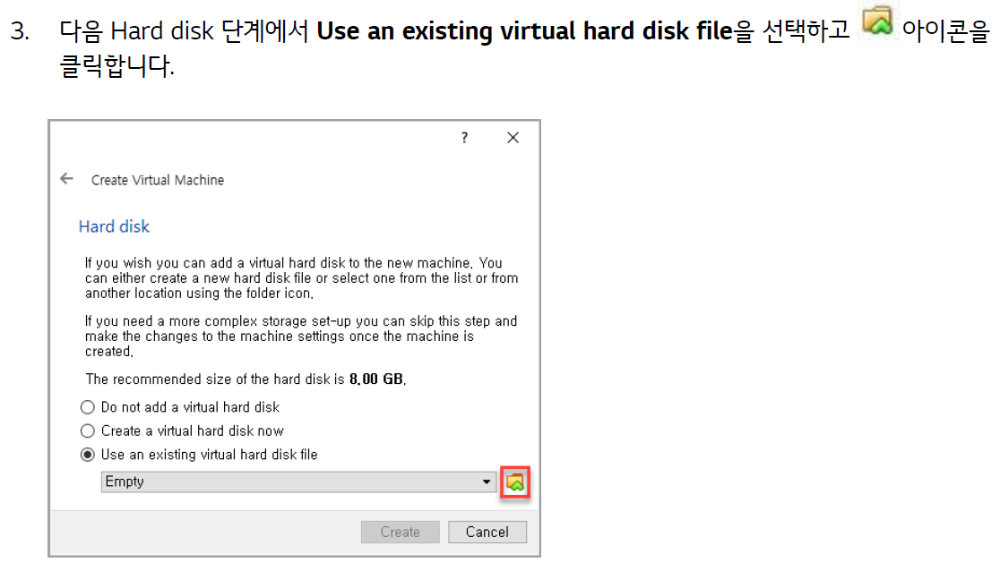 3. 다음 Hard disk 단계에서 Use an existing virtual hard disk file을 선택하고 아이콘을
클릭합니다.
?
Create Virtual Machine
Hard disk
If you wish you can add a virtual hard disk to the new machine. You
can either create a new hard disk file or select one from the list or from
another location using the folder icon.
If you need a more complex storage set-up you can skip this step and
make the changes to the machine settings once the machine is
created.
The recommended size of the hard disk is 8.00 GB.
Do not add a virtual hard disk
Create a virtual hard disk now
Use an existing virtual hard disk file
Empty
Create Cancel